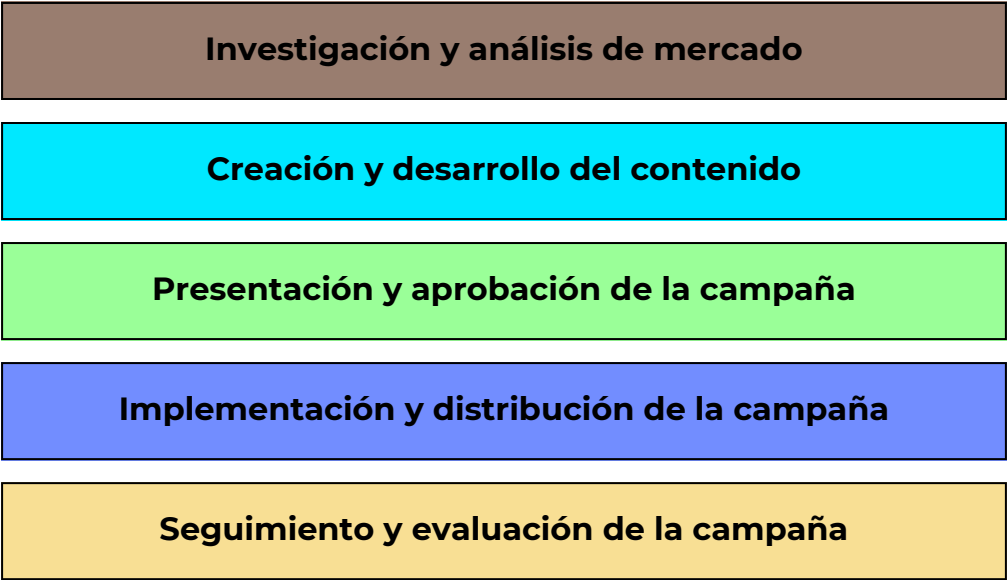 Investigación y análisis de mercado
Creación y desarrollo del contenido
Presentación y aprobación de la campaña
Implementación y distribución de la campaña
Seguimiento y evaluación de la campaña